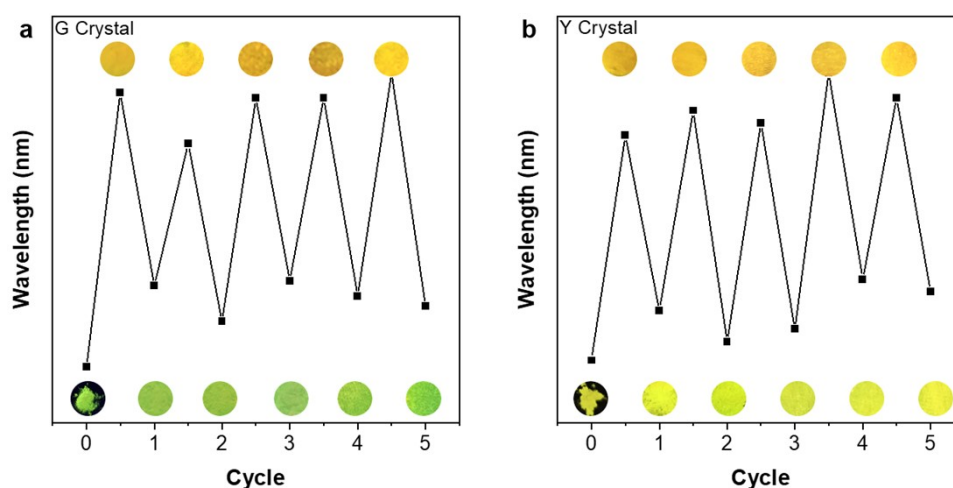 a
G Crystal
Wavelength (nm)
0 1 2 3 4 5
Cycle
b
Y Crystal
Wavelength (nm)
0 1 2 3 4 5
Cycle